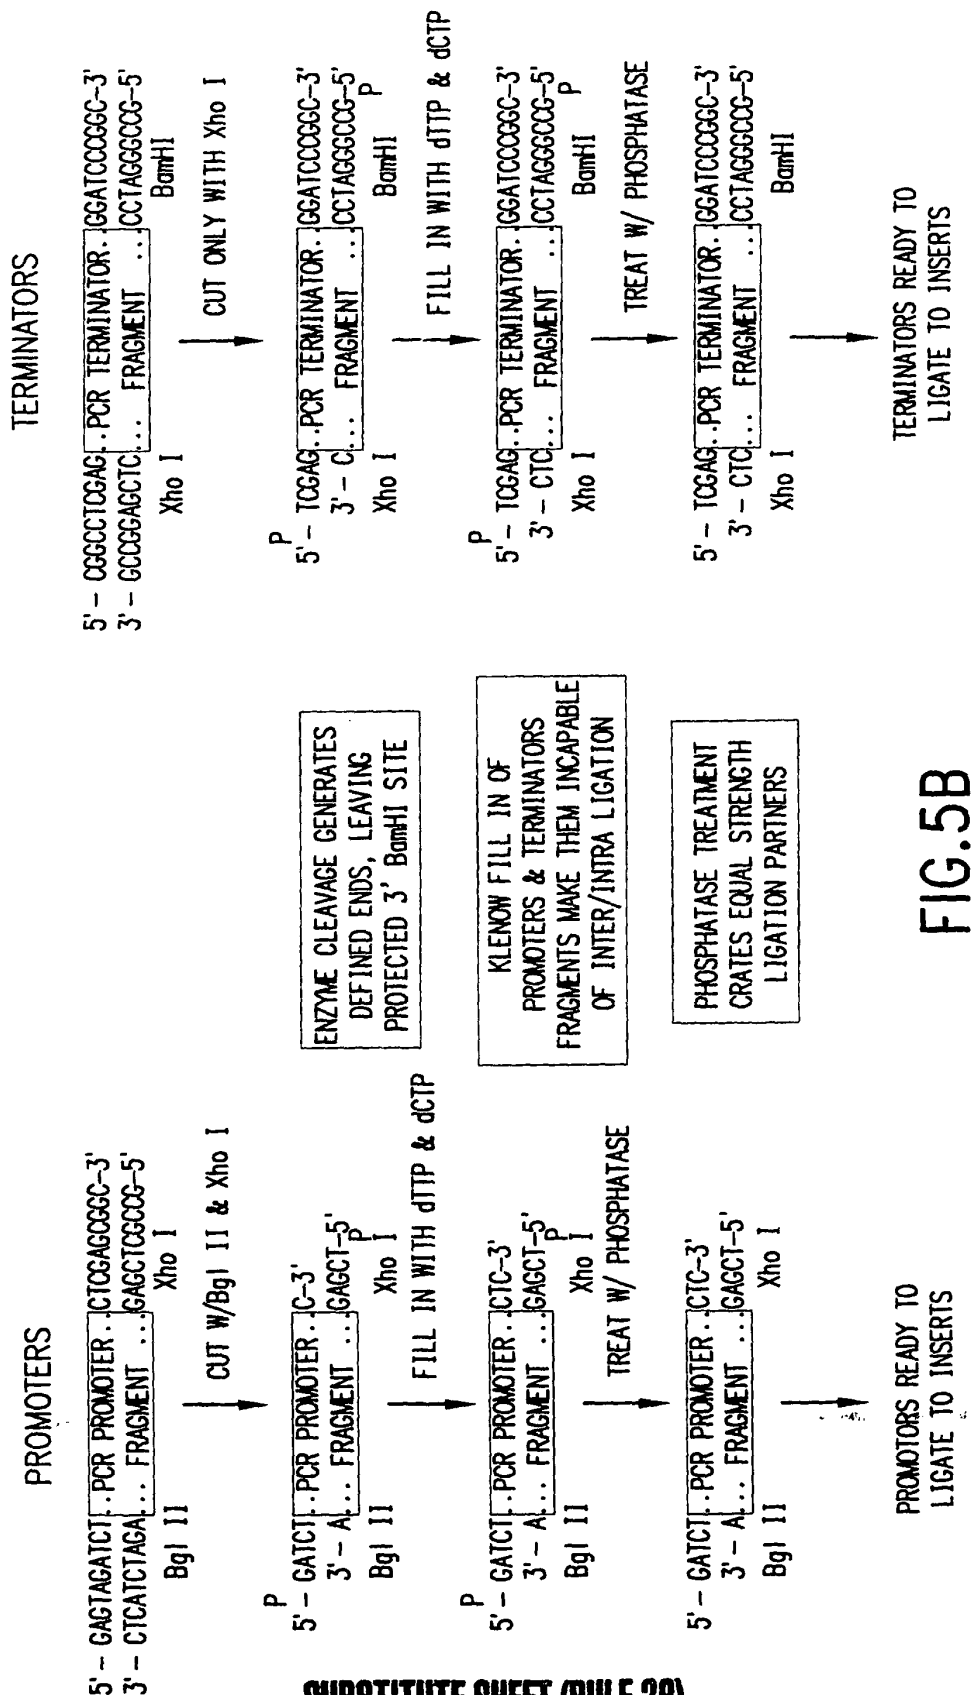 PROMOTERS
5'- GAGTAGATCT..PCR PROMOTER..CTCGAGCGGC-3'
3'- CTCATCTAGA... FRAGMENT ...GAGCTCGCCG-5'
Bgl II
Xho I
CUT W/Bgl II & Xho I
P
5'- GATCT..PCR PROMOTER..C-3'
3'- A... FRAGMENT ...GAGCT-5'
P
Bgl II
Xho I
FILL IN WITH dTTP & dCTP
P
5'- GATCT..PCR PROMOTER..CTC-3'
3'- A... FRAGMENT ...GAGCT-5'
P
Bgl II
Xho I
TREAT W/ PHOSPHATASE
5'- GATCT..PCR PROMOTER..CTC-3'
3'- A... FRAGMENT ...GAGCT-5'
Bgl II
Xho I
PROMOTORS READY TO
LIGATE TO INSERTS
ENZYME CLEAVAGE GENERATES
DEFINED ENDS, LEAVING
PROTECTED 3' BamHI SITE
KLENOW FILL IN OF
PROMOTERS & TERMINATORS
FRAGMENTS MAKE THEM INCAPABLE
OF INTER/INTRA LIGATION
PHOSPHATASE TREATMENT
CRATES EQUAL STRENGTH
LIGATION PARTNERS
TERMINATORS
5'- CGGCCTCGAG..PCR TERMINATOR..GGATCCCGGC-3'
3'- GCCGGAGCTC... FRAGMENT ...CCTAGGGCCG-5'
Xho I
BamHI
CUT ONLY WITH Xho I
P
5'- TCGAG..PCR TERMINATOR..GGATCCCGGC-3'
3'- C... FRAGMENT ...CCTAGGGCCG-5'
P
Xho I
BamHI
FILL IN WITH dTTP & dCTP
P
5'- TCGAG..PCR TERMINATOR..GGATCCCGGC-3'
3'- CTC... FRAGMENT ...CCTAGGGCCG-5'
P
Xho I
BamHI
TREAT W/ PHOSPHATASE
5'- TCGAG..PCR TERMINATOR..GGATCCCGGC-3'
3'- CTC... FRAGMENT ...CCTAGGGCCG-5'
Xho I
BamHI
TERMINATORS READY TO
LIGATE TO INSERTS
FIG.5B
SUBSTITUTE SHEET (RULE 26)